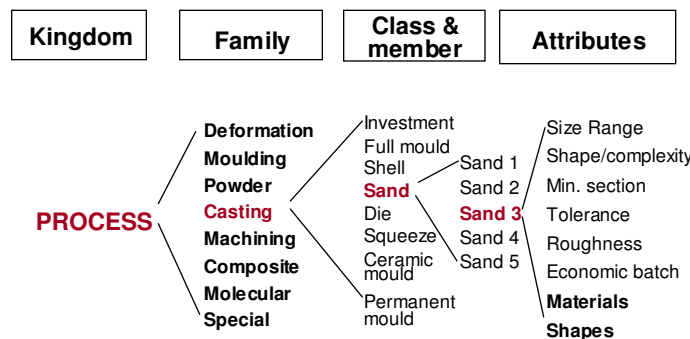 Kingdom
Family
Class &
member
Attributes
PROCESS
Deformation
Moulding
Powder
Casting
Machining
Composite
Molecular
Special
Investment
Full mould
Shell
Sand
Die
Squeeze
Ceramic
mould
Permanent
mould
Sand 1
Sand 2
Sand 3
Sand 4
Sand 5
Size Range
Shape/complexity
Min. section
Tolerance
Roughness
Economic batch
Materials
Shapes